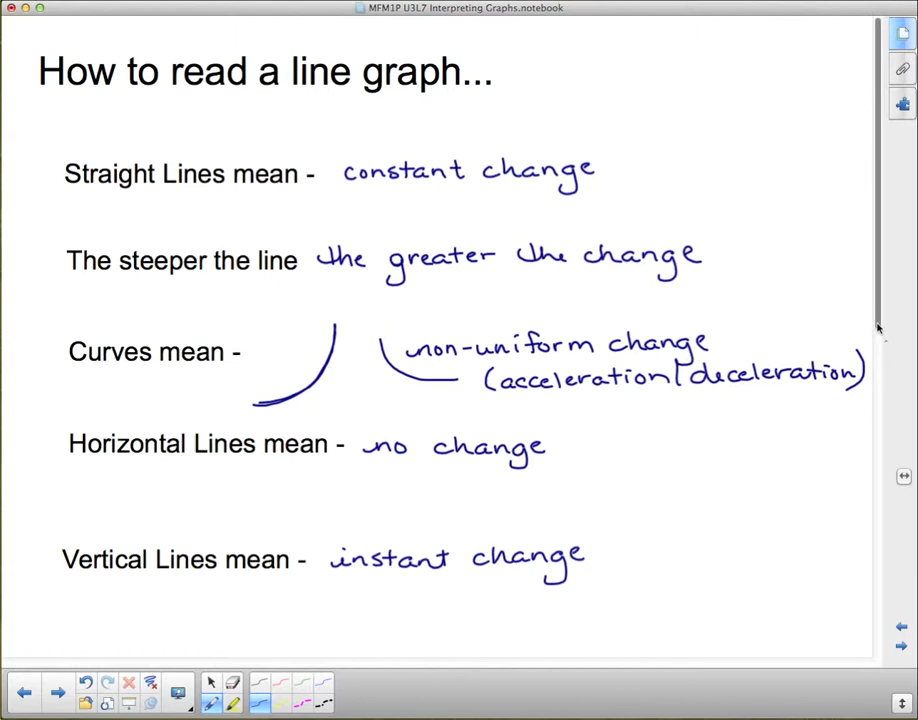 MFM1P U3L7 Interpreting Graphs.notebook
How to read a line graph...
Straight Lines mean - constant change
The steeper the line the greater the change
Curves mean - non-uniform change
(acceleration/deceleration)
Horizontal Lines mean - no change
Vertical Lines mean - instant change